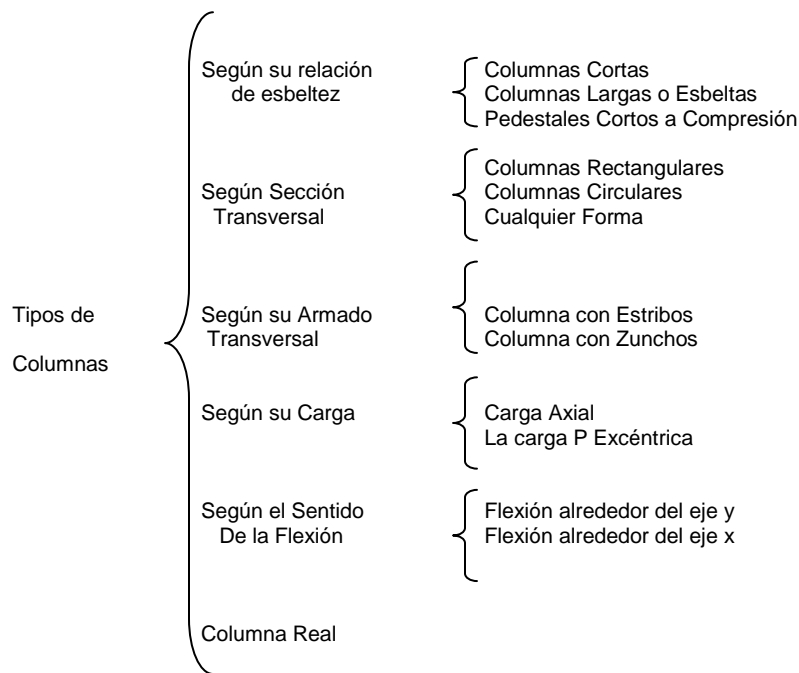 Tipos de
Columnas
Según su relación
de esbeltez
Columnas Cortas
Columnas Largas o Esbeltas
Pedestales Cortos a Compresión
Según Sección
Transversal
Columnas Rectangulares
Columnas Circulares
Cualquier Forma
Según su Armado
Transversal
Columna con Estribos
Columna con Zunchos
Según su Carga
Carga Axial
La carga P Excéntrica
Según el Sentido
De la Flexión
Flexión alrededor del eje y
Flexión alrededor del eje x
Columna Real